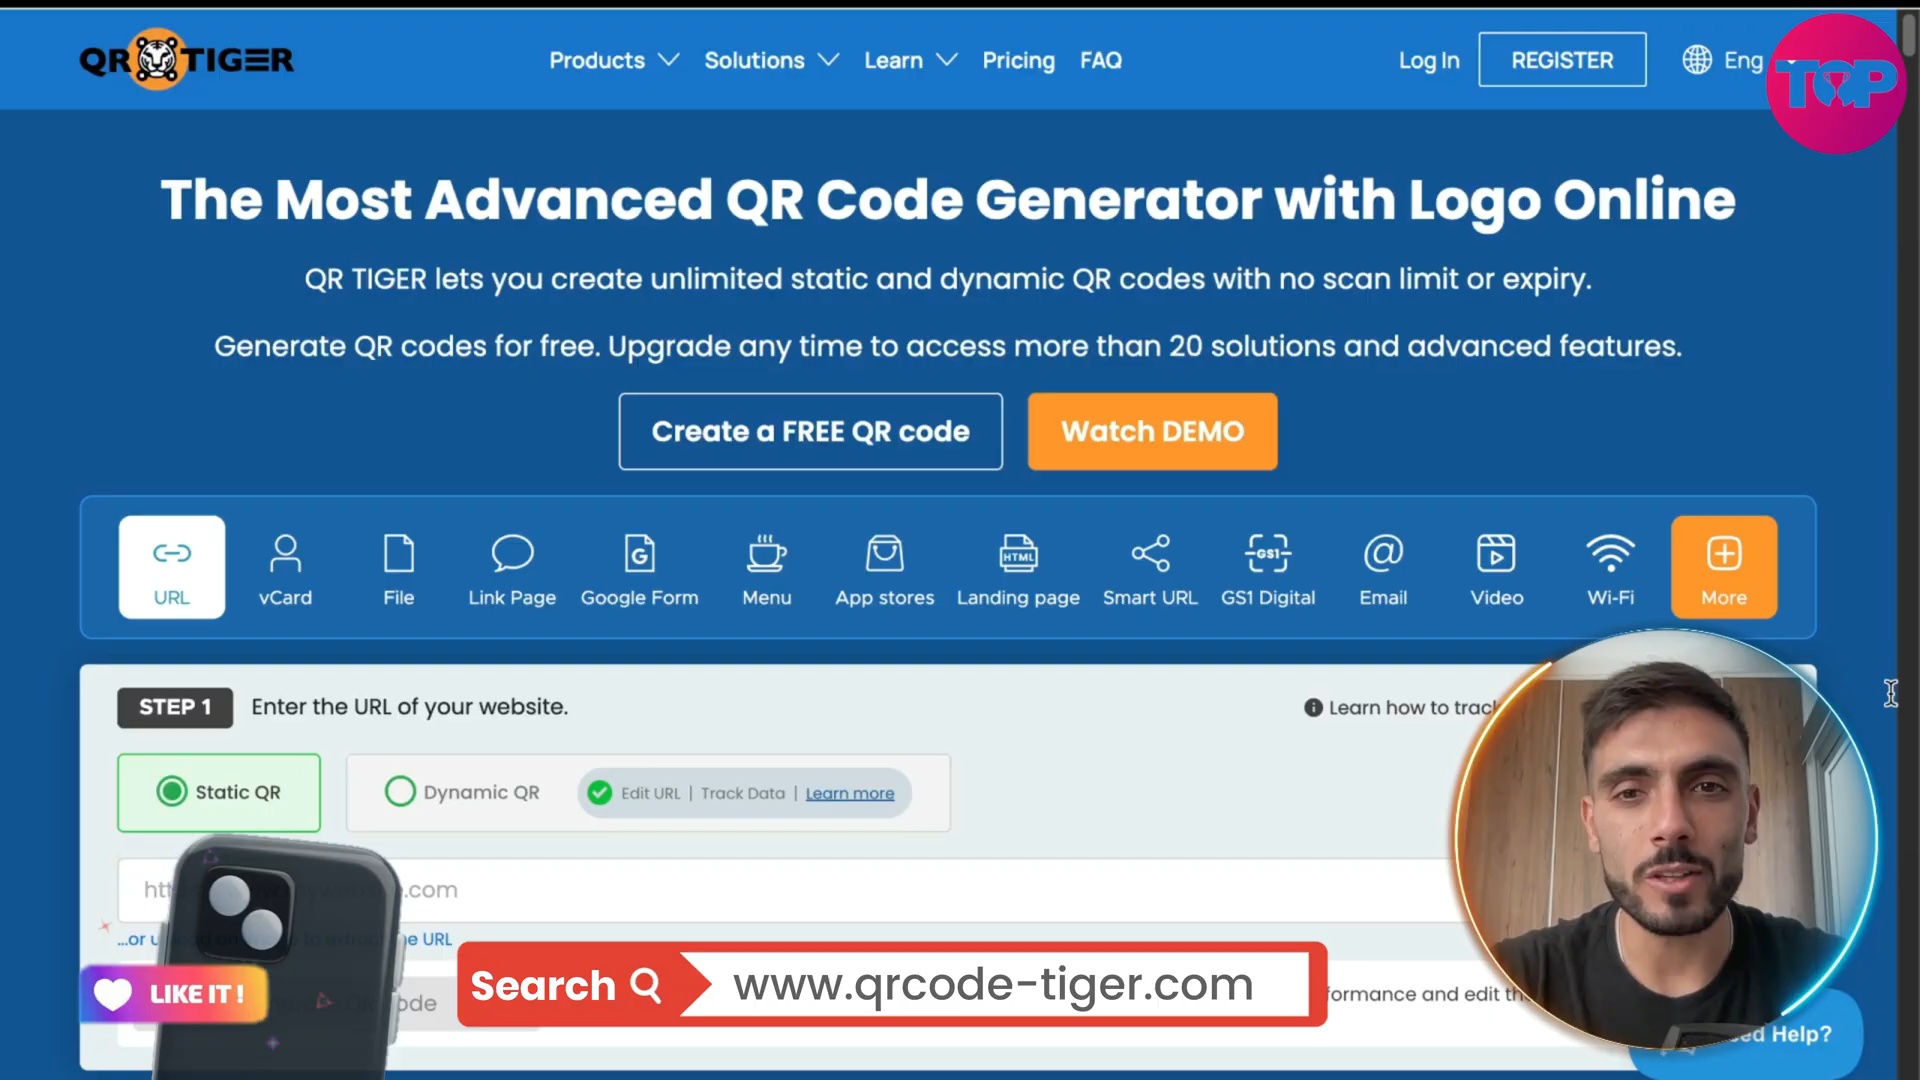 QR TIGER
Products
Solutions
Learn
Pricing
FAQ
Log In
REGISTER
Eng
TOP
The Most Advanced QR Code Generator with Logo Online
QR TIGER lets you create unlimited static and dynamic QR codes with no scan limit or expiry.
Generate QR codes for free. Upgrade any time to access more than 20 solutions and advanced features.
Create a FREE QR code
Watch DEMO
URL
vCard
File
Link Page
Google Form
Menu
App stores
HTML
Landing page
Smart URL
GS1
GS1 Digital
Email
Video
Wi-Fi
More
STEP 1
Enter the URL of your website.
Learn how to track
Static QR
Dynamic QR
Edit URL | Track Data | Learn more
.com
...or
URL
LIKE IT !
Search
www.qrcode-tiger.com
and edit
Help?